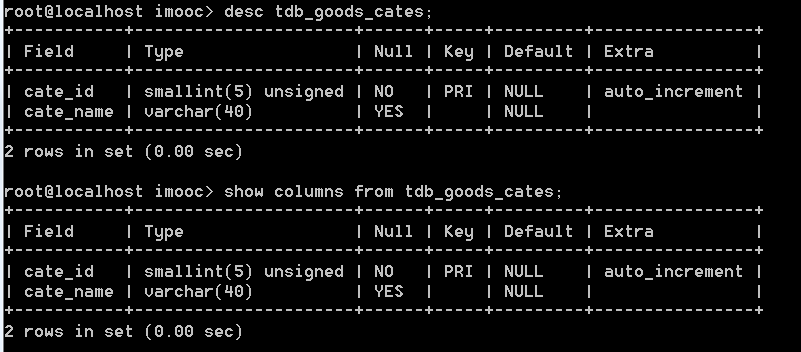 root@localhost imooc> desc tdb_goods_cates;
+-----------+----------------------+------+-----+---------+----------------+
| Field     | Type                 | Null | Key | Default | Extra          |
+-----------+----------------------+------+-----+---------+----------------+
| cate_id   | smallint(5) unsigned | NO   | PRI | NULL    | auto_increment |
| cate_name | varchar(40)          | YES  |     | NULL    |                |
+-----------+----------------------+------+-----+---------+----------------+
2 rows in set (0.00 sec)
root@localhost imooc> show columns from tdb_goods_cates;
+-----------+----------------------+------+-----+---------+----------------+
| Field     | Type                 | Null | Key | Default | Extra          |
+-----------+----------------------+------+-----+---------+----------------+
| cate_id   | smallint(5) unsigned | NO   | PRI | NULL    | auto_increment |
| cate_name | varchar(40)          | YES  |     | NULL    |                |
+-----------+----------------------+------+-----+---------+----------------+
2 rows in set (0.00 sec)